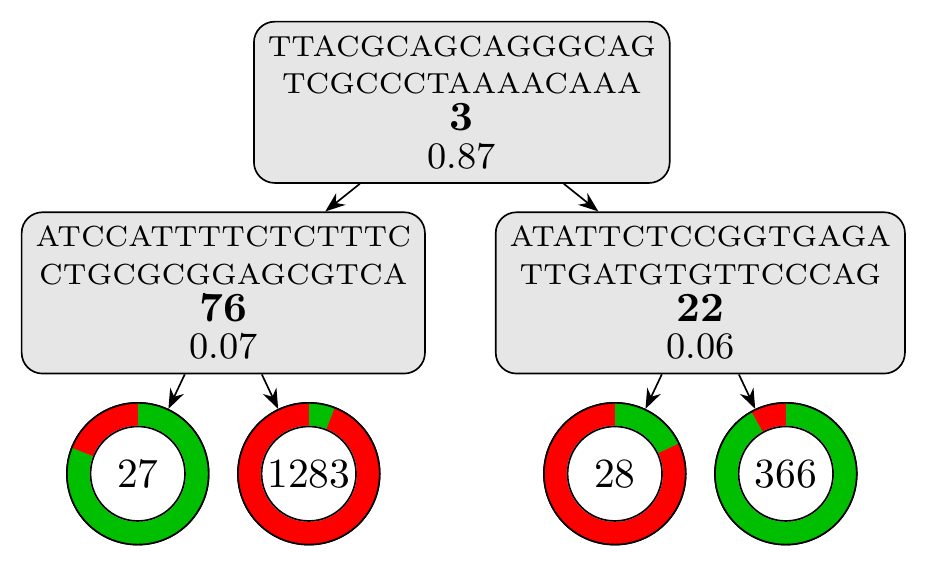 TTACGCAGCAGGGCAG
TCGCCCTAAAACAAA
3
0.87
ATCCATTTTCTCTTTC
CTGCGCGGAGCGTCA
76
0.07
ATATTCTCCGGTGAGA
TTGATGTGTTCCCAG
22
0.06
27
1283
28
366